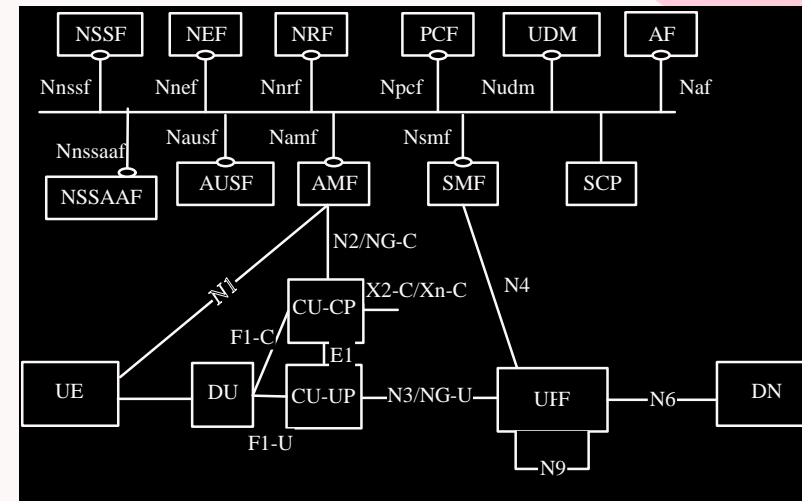 NSSF NEF NRF PCF UDM AF
Nnssf Nnef Nnrf Npcf Nudm Naf
Nnssaaf Nausf Namf Nsmf
NSSAAF AUSF AMF SMF SCP
N2/NG-C
N1 CU-CP X2-C/Xn-C N4
F1-C
E1
UE DU CU-UP N3/NG-U UPF N6 DN
F1-U
N9